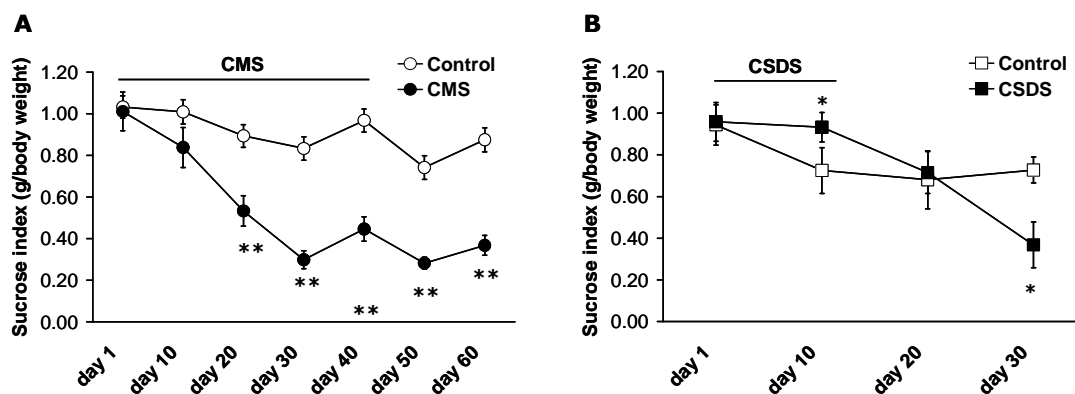 A
Sucrose index (g/body weight)
1.20
1.00
0.80
0.60
0.40
0.20
0.00
CMS
Control
CMS
**
**
**
**
**
day 1
day 10
day 20
day 30
day 40
day 50
day 60
B
Sucrose index (g/body weight)
1.20
1.00
0.80
0.60
0.40
0.20
0.00
CSDS
Control
CSDS
*
*
day 1
day 10
day 20
day 30